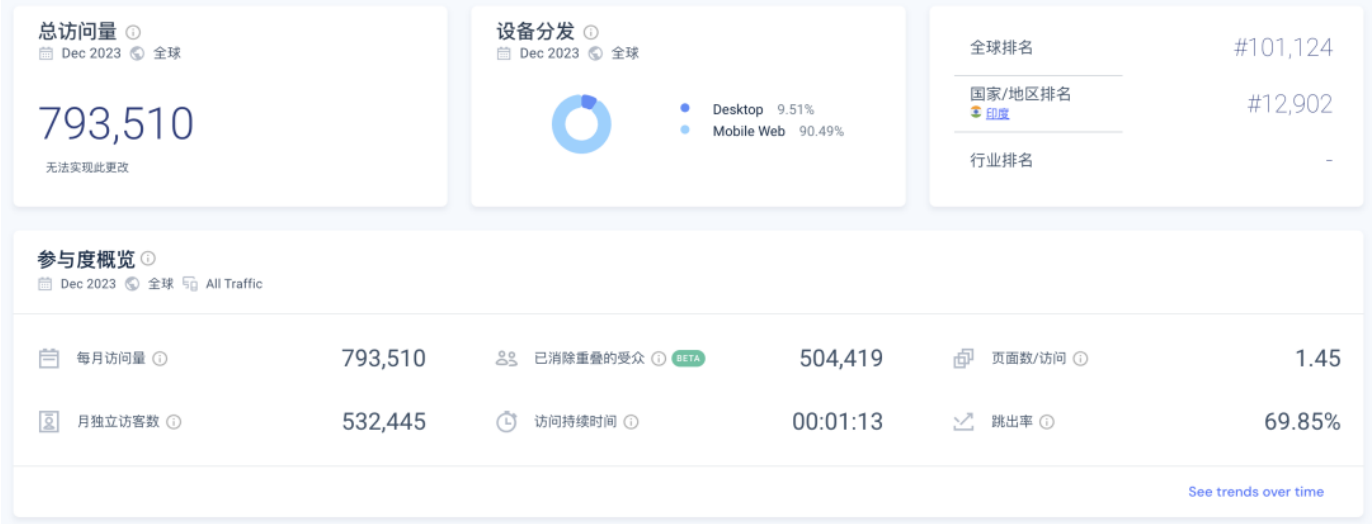 总访问量
Dec 2023 全球
793,510
无法实现此更改
设备分发
Dec 2023 全球
Desktop 9.51%
Mobile Web 90.49%
全球排名 #101,124
国家/地区排名 #12,902
印度
行业排名 -
参与度概览
Dec 2023 全球 All Traffic
每月访问量 793,510 已消除重叠的受众 BETA 504,419 页面数/访问 1.45
月独立访客数 532,445 访问持续时间 00:01:13 跳出率 69.85%
See trends over time